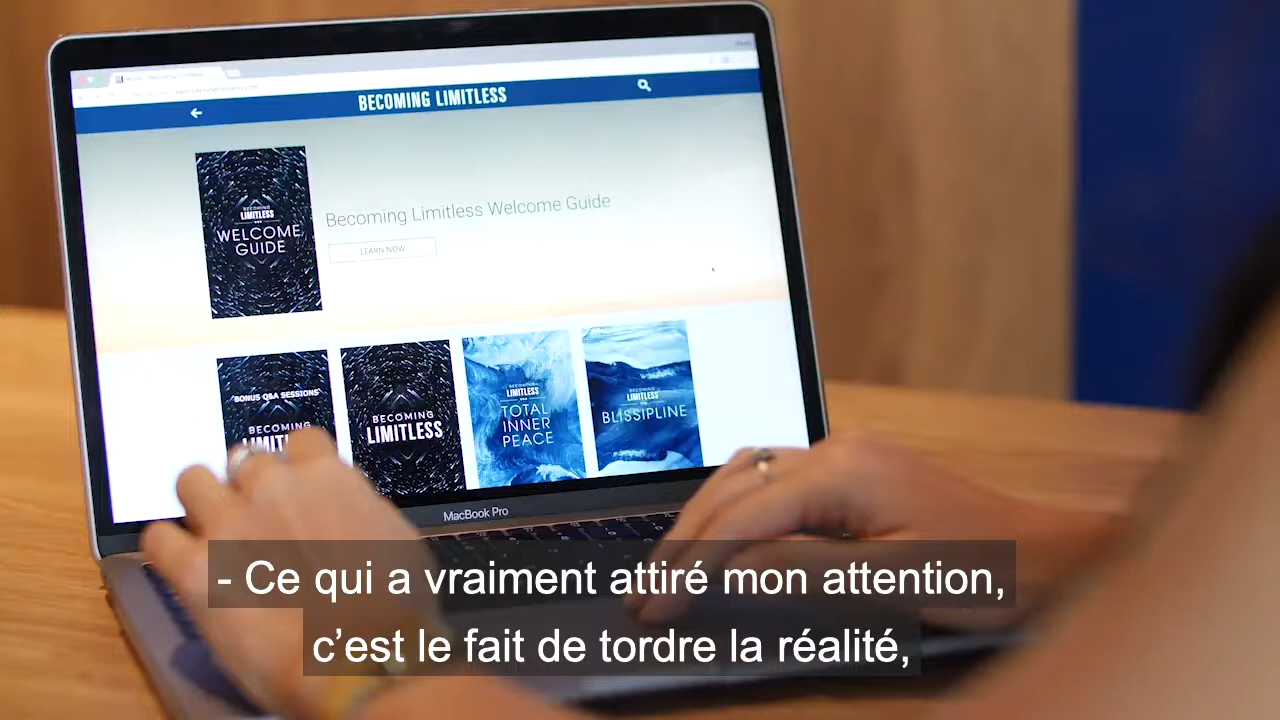 BECOMING LIMITLESS
BECOMING
LIMITLESS
WELCOME
GUIDE
Becoming Limitless Welcome Guide
LEARN NOW
BONUS Q&A SESSIONS
BECOMING
BECOMING
LIMITLESS
BECOMING
LIMITLESS
TOTAL
INNER
PEACE
BECOMING
LIMITLESS
BLISSIPLINE
MacBook Pro
- Ce qui a vraiment attiré mon attention,
c’est le fait de tordre la réalité,